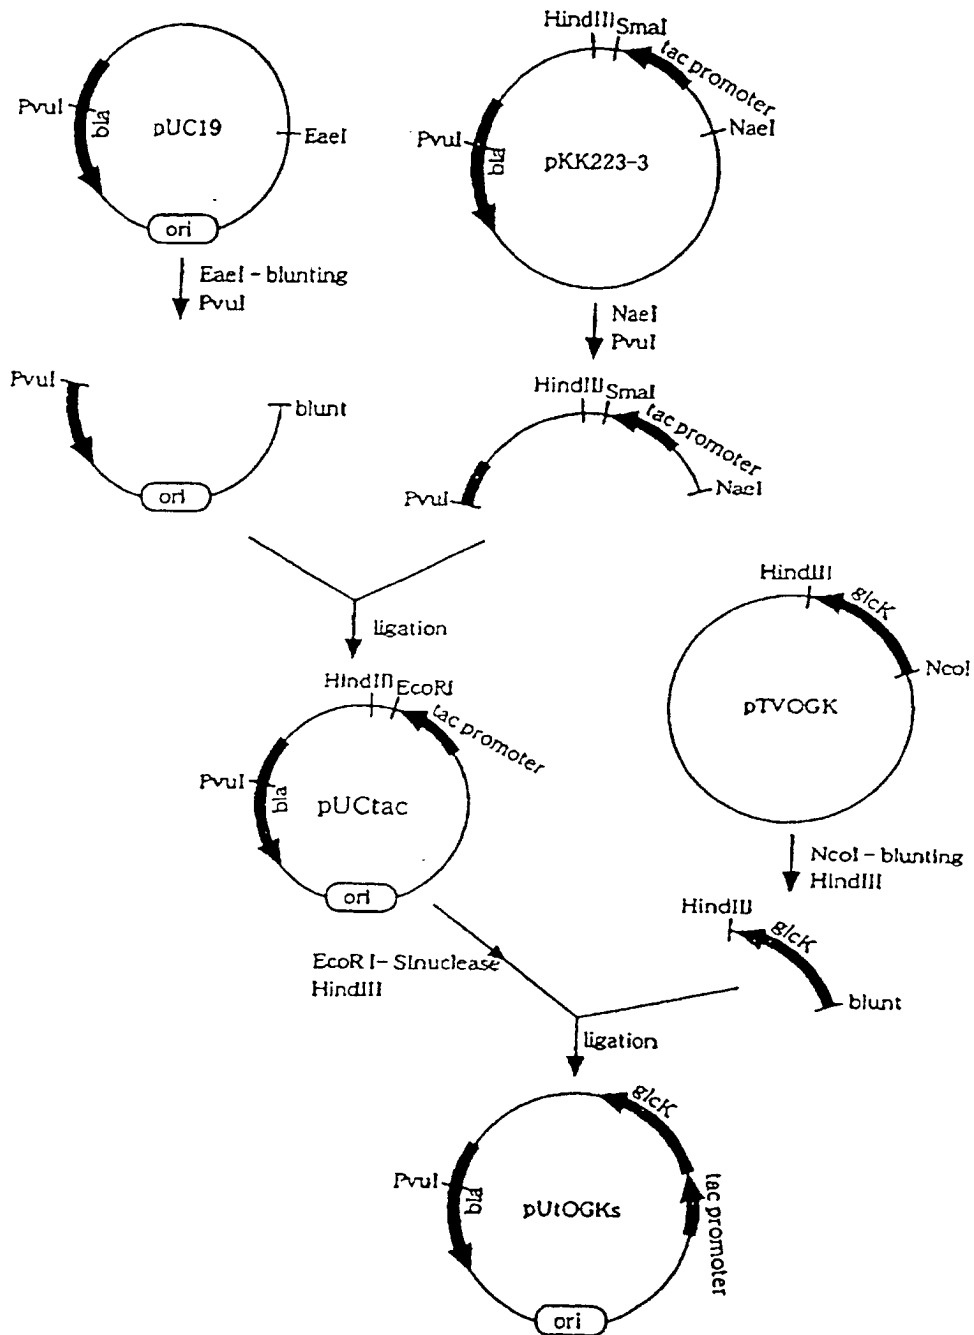 HindIII
SmaI
tac promoter
PvuI
bla
pUC19
EaeI
ori
PvuI
bla
pKK223-3
NaeI
EaeI - blunting
PvuI
NaeI
PvuI
PvuI
blunt
ori
HindIII
SmaI
tac promoter
PvuI
NaeI
ligation
HindIII
glcK
NcoI
pTVOGK
HindIII
EcoRI
tac promoter
PvuI
bla
pUCtac
ori
NcoI - blunting
HindIII
EcoR I - S1nuclease
HindIII
HindIII
glcK
blunt
ligation
glcK
PvuI
bla
pUtOGKs
tac promoter
ori